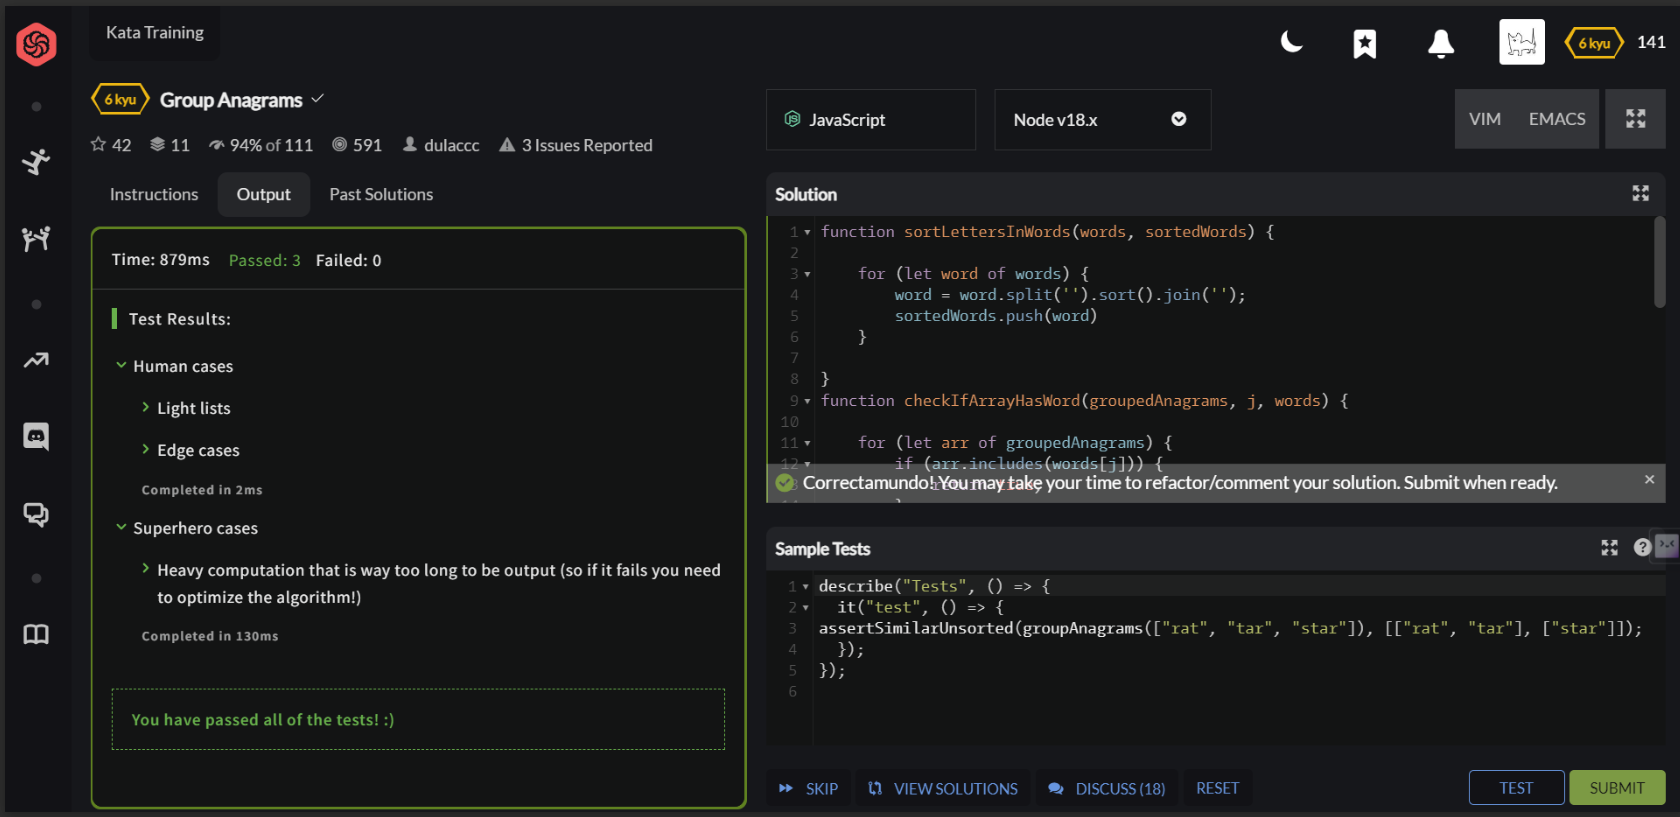 Kata Training
6 kyu
141
6 kyu Group Anagrams
42 11 94% of 111 591 dulaccc 3 Issues Reported
JavaScript
Node v18.x
VIM EMACS
Instructions Output Past Solutions
Time: 879ms Passed: 3 Failed: 0
Test Results:
Human cases
Light lists
Edge cases
Completed in 2ms
Superhero cases
Heavy computation that is way too long to be output (so if it fails you need
to optimize the algorithm!)
Completed in 130ms
You have passed all of the tests! :)
Solution
1 function sortLettersInWords(words, sortedWords) {
2
3 for (let word of words) {
4 word = word.split('').sort().join('');
5 sortedWords.push(word)
6 }
7
8 }
9 function checkIfArrayHasWord(groupedAnagrams, j, words) {
10
11 for (let arr of groupedAnagrams) {
12 if (arr.includes(words[j])) {
Correctamundo! You may take your time to refactor/comment your solution. Submit when ready.
Sample Tests
1 describe("Tests", () => {
2 it("test", () => {
3 assertSimilarUnsorted(groupAnagrams(["rat", "tar", "star"]), [["rat", "tar"], ["star"]]);
4 });
5 });
6
SKIP VIEW SOLUTIONS DISCUSS (18) RESET
TEST SUBMIT